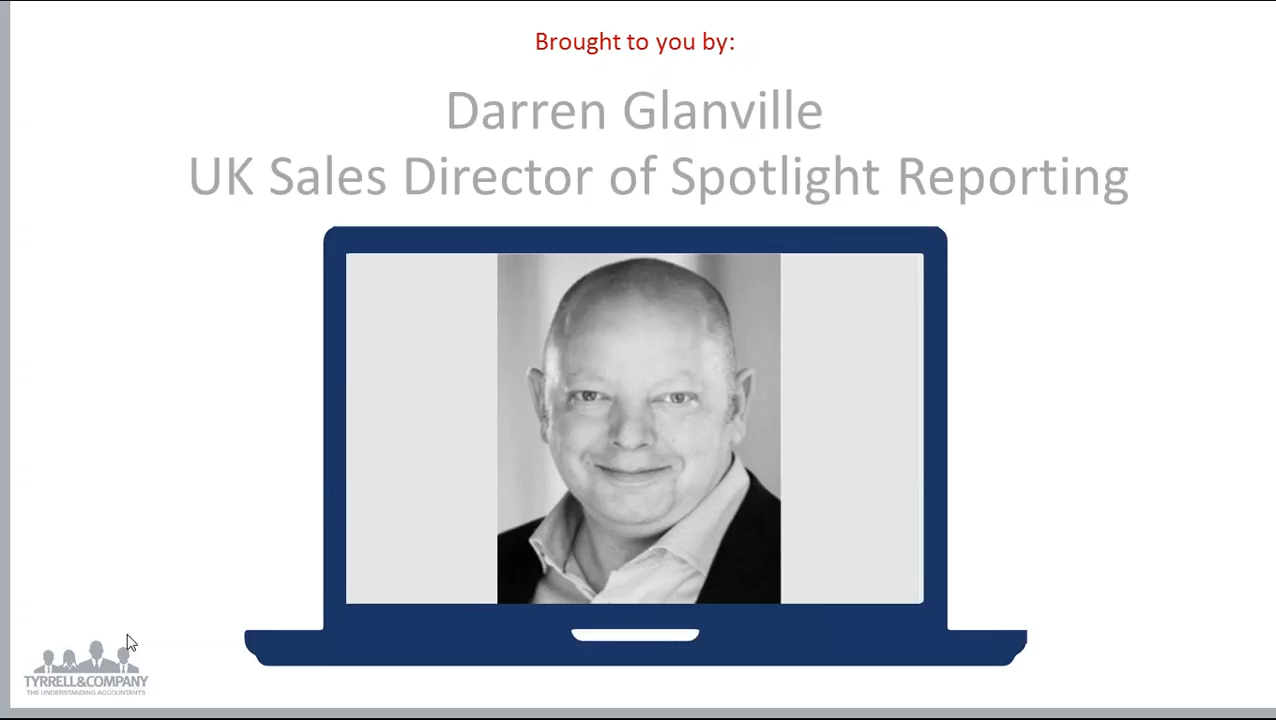 Brought to you by:
Darren Glanville
UK Sales Director of Spotlight Reporting
TYRRELL&COMPANY
THE UNDERSTANDING ACCOUNTANTS